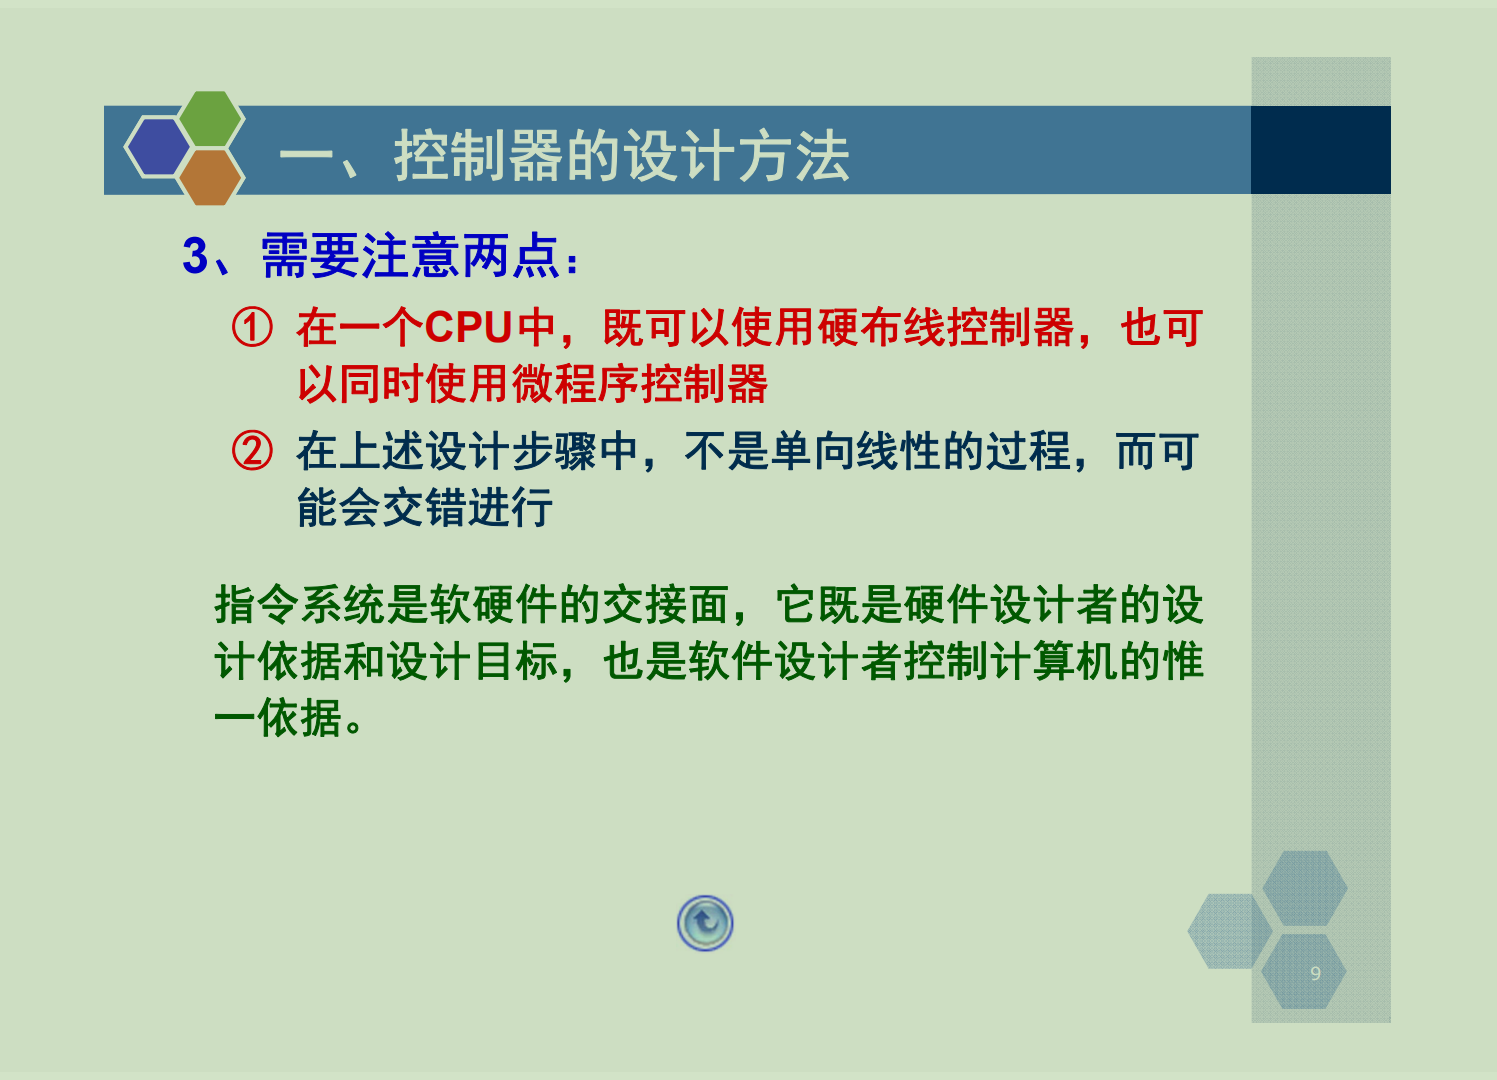 一、控制器的设计方法
3、需要注意两点：
① 在一个CPU中，既可以使用硬布线控制器，也可
以同时使用微程序控制器
② 在上述设计步骤中，不是单向线性的过程，而可
能会交错进行
指令系统是软硬件的交接面，它既是硬件设计者的设
计依据和设计目标，也是软件设计者控制计算机的惟
一依据。
9